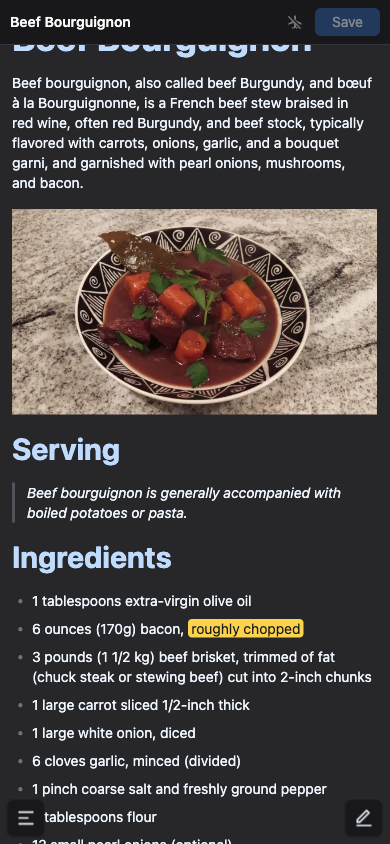 Beef Bourguignon
Save
Beef Bourguignon
Beef bourguignon, also called beef Burgundy, and bœuf
à la Bourguignonne, is a French beef stew braised in
red wine, often red Burgundy, and beef stock, typically
flavored with carrots, onions, garlic, and a bouquet
garni, and garnished with pearl onions, mushrooms,
and bacon.
Serving
Beef bourguignon is generally accompanied with
boiled potatoes or pasta.
Ingredients
1 tablespoons extra-virgin olive oil
6 ounces (170g) bacon, roughly chopped
3 pounds (1 1/2 kg) beef brisket, trimmed of fat
(chuck steak or stewing beef) cut into 2-inch chunks
1 large carrot sliced 1/2-inch thick
1 large white onion, diced
6 cloves garlic, minced (divided)
1 pinch coarse salt and freshly ground pepper
tablespoons flour
12 small pearl onions (optional)